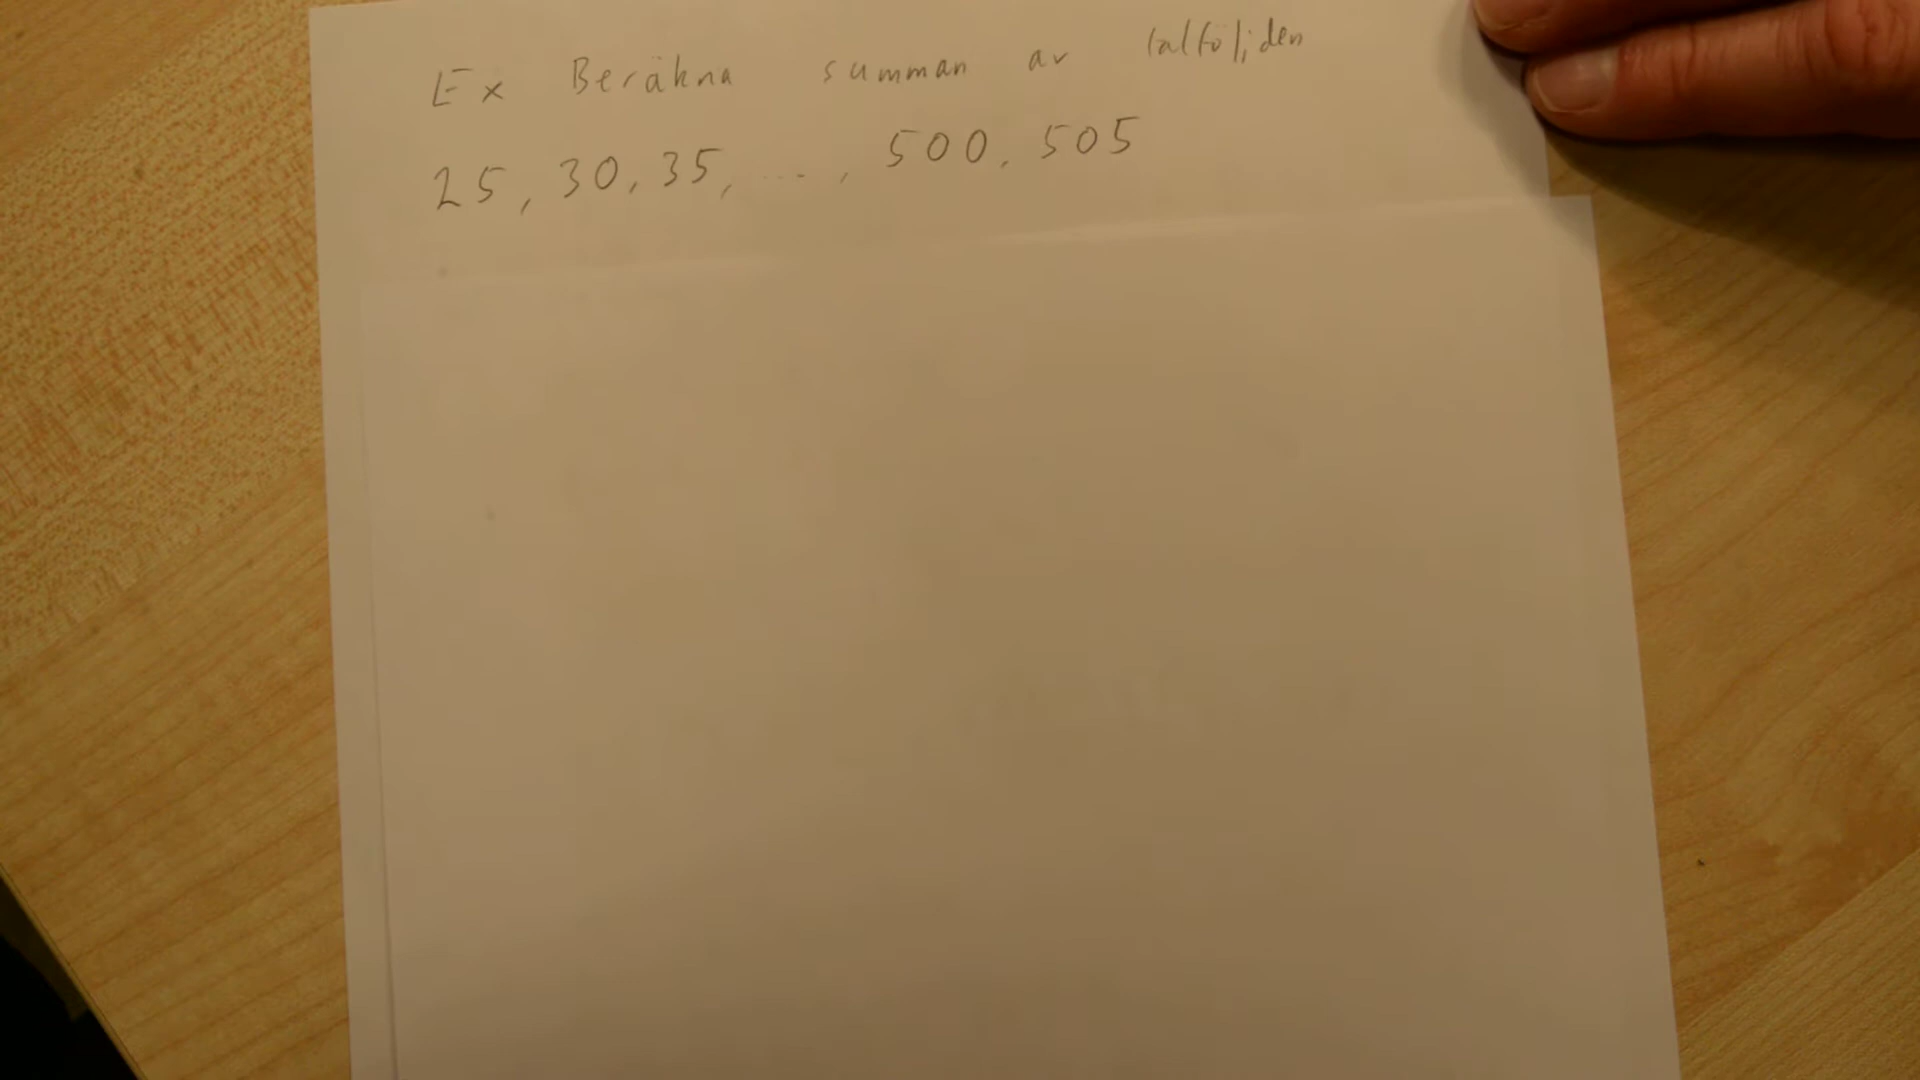 Ex Beräkna summan av talföljden
25, 30, 35, ..., 500, 505